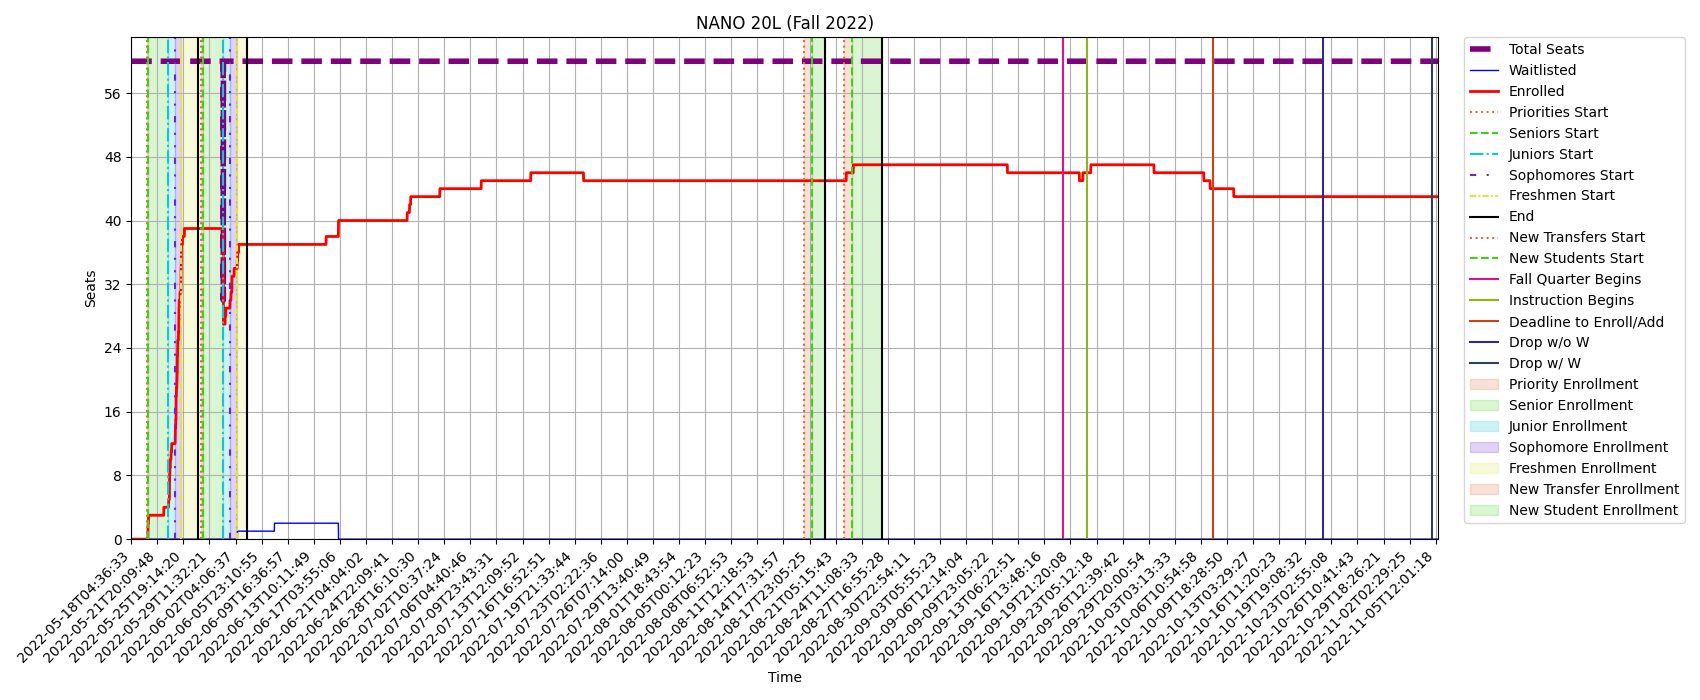 NANO 20L (Fall 2022)
Seats
56
48
40
32
24
16
8
0
2022-05-18T04:36:33
2022-05-21T20:09:48
2022-05-25T19:14:20
2022-05-29T11:32:21
2022-06-02T04:06:37
2022-06-05T23:10:55
2022-06-09T16:36:57
2022-06-13T10:11:49
2022-06-17T03:55:06
2022-06-21T04:04:02
2022-06-24T22:09:41
2022-06-28T16:10:30
2022-07-02T10:37:24
2022-07-06T04:40:46
2022-07-09T23:43:31
2022-07-13T12:09:52
2022-07-16T16:52:51
2022-07-19T21:33:44
2022-07-23T02:22:36
2022-07-26T07:14:00
2022-07-29T13:40:49
2022-08-01T18:43:54
2022-08-05T00:12:23
2022-08-08T06:52:53
2022-08-11T12:18:53
2022-08-14T17:31:57
2022-08-17T23:05:25
2022-08-21T05:15:43
2022-08-24T11:08:33
2022-08-27T16:55:28
2022-08-30T22:54:11
2022-09-03T05:55:23
2022-09-06T12:14:04
2022-09-09T23:05:22
2022-09-13T06:22:51
2022-09-16T13:48:16
2022-09-19T21:20:08
2022-09-23T05:12:18
2022-09-26T12:39:42
2022-09-29T20:00:54
2022-10-03T03:13:33
2022-10-06T10:54:58
2022-10-09T18:28:50
2022-10-13T03:29:27
2022-10-16T11:20:23
2022-10-19T19:08:32
2022-10-23T02:55:08
2022-10-26T10:41:43
2022-10-29T18:26:21
2022-11-02T02:29:25
2022-11-05T12:01:18
Time
Total Seats
Waitlisted
Enrolled
Priorities Start
Seniors Start
Juniors Start
Sophomores Start
Freshmen Start
End
New Transfers Start
New Students Start
Fall Quarter Begins
Instruction Begins
Deadline to Enroll/Add
Drop w/o W
Drop w/ W
Priority Enrollment
Senior Enrollment
Junior Enrollment
Sophomore Enrollment
Freshmen Enrollment
New Transfer Enrollment
New Student Enrollment